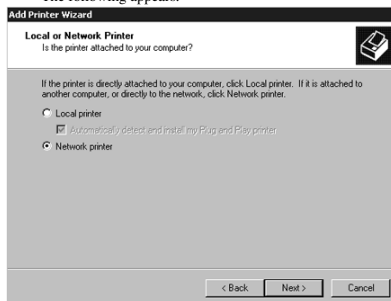 The following appears:
Add Printer Wizard
Local or Network Printer
Is the printer attached to your computer?
If the printer is directly attached to your computer, click Local printer. If it is attached to
another computer, or directly to the network, click Network printer.
Local printer
Automatically detect and install my Plug and Play printer
Network printer
< Back
Next >
Cancel